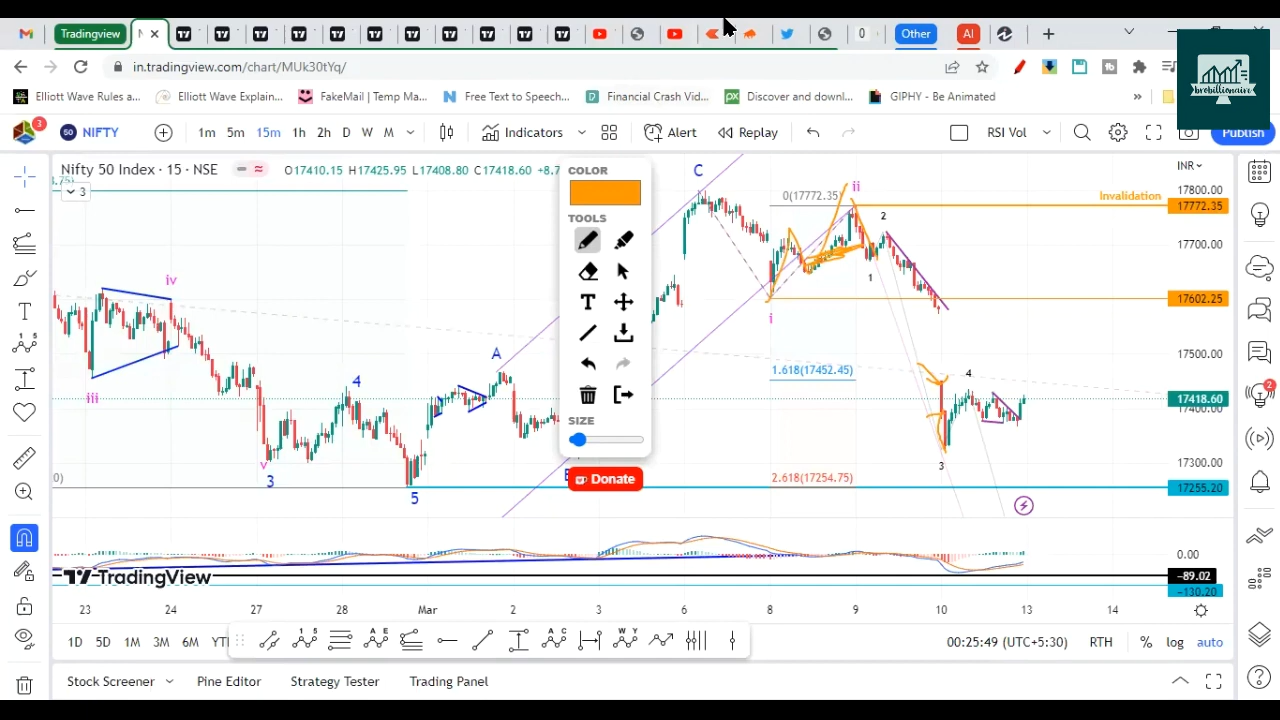 Tradingview
Other
AI
in.tradingview.com/chart/MUk30tYq/
Elliott Wave Rules a...
Elliott Wave Explain...
FakeMail | Temp Ma...
Free Text to Speech...
Financial Crash Vid...
Discover and downl...
GIPHY - Be Animated
brobillionaire
3
50 NIFTY
1m 5m 15m 1h 2h D W M
Indicators
Alert
Replay
RSI Vol
Publish
Nifty 50 Index · 15 · NSE
O17410.15 H17425.95 L17408.80 C17418.60 +8.7
3
COLOR
TOOLS
SIZE
Donate
INR
17800.00
Invalidation
17772.35
17700.00
17602.25
17500.00
17418.60
17400.00
17300.00
17255.20
0.00
−89.02
−130.20
0(17772.35)
1.618(17452.45)
2.618(17254.75)
iii
iv
v
3
4
5
A
C
i
ii
1
2
3
4
2
TradingView
23 24 27 28 Mar 2 3 6 8 9 10 13 14
1D 5D 1M 3M 6M
00:25:49 (UTC+5:30)
RTH
% log auto
Stock Screener
Pine Editor
Strategy Tester
Trading Panel